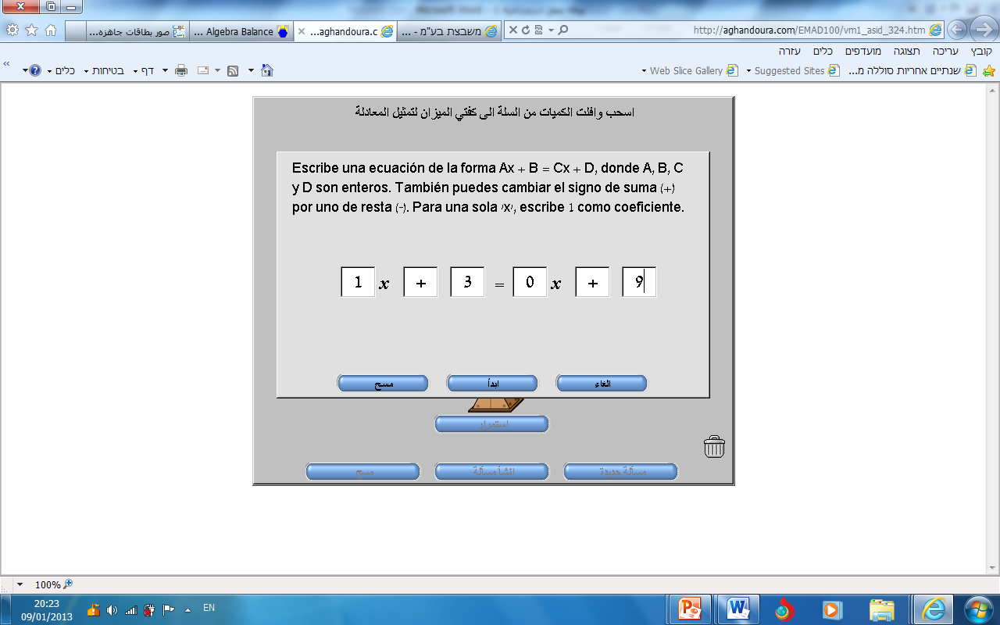 صور بطاقات جاهزه...
Algebra Balance ...
aghandoura.c...
משבצת בע"מ - ...
http://aghandoura.com/EMAD100/vm1_asid_324.htm
קובץ עריכה תצוגה מועדפים כלים עזרה
שנתיים אחריות סוללה מ...
Suggested Sites
Web Slice Gallery
דף בטיחות כלים
اسحب وافلت الكميات من السلة الى كفتي الميزان لتمثيل المعادلة
Escribe una ecuación de la forma Ax + B = Cx + D, donde A, B, C
y D son enteros. También puedes cambiar el signo de suma (+)
por uno de resta (-). Para una sola 'x', escribe 1 como coeficiente.
1 x + 3 = 0 x + 9
مسح ابدأ الغاء
استمرار
مسح انشأ مسألة مسألة جديدة
100%
20:23
09/01/2013
EN